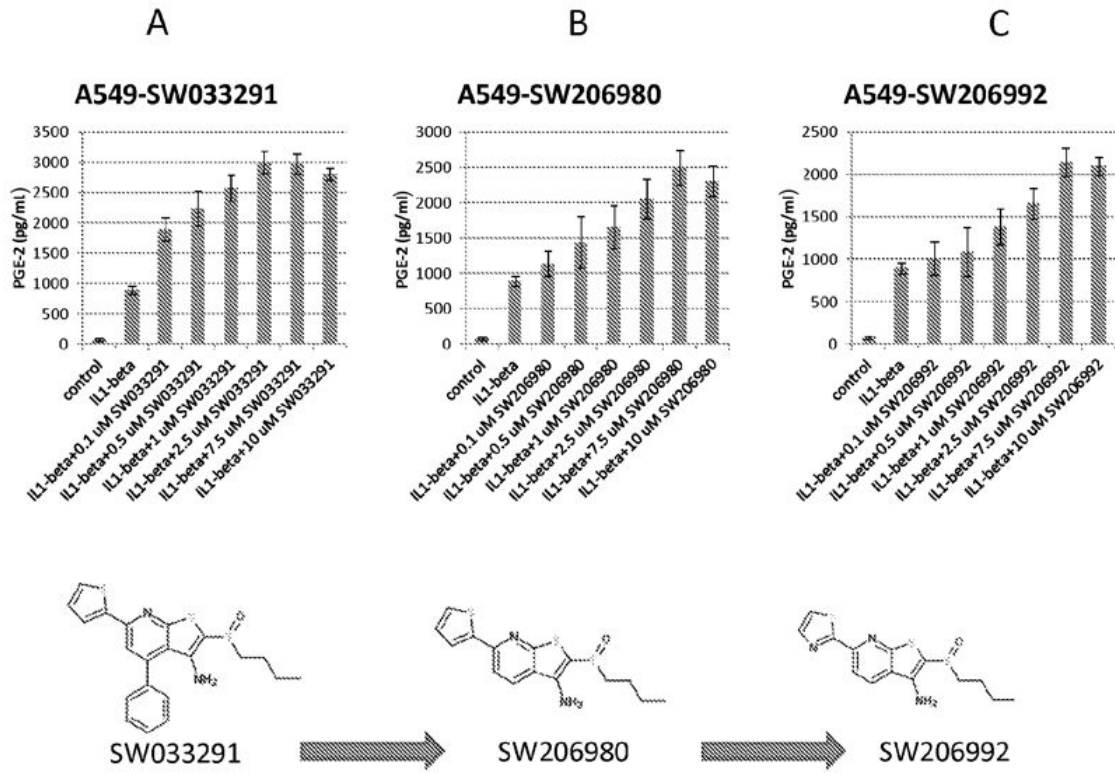 A
B
C
A549-SW033291
A549-SW206980
A549-SW206992
PGE-2 (pg/ml)
3500
3000
2500
2000
1500
1000
500
0
control
IL1-beta
IL1-beta+0.1 uM SW033291
IL1-beta+0.5 uM SW033291
IL1-beta+1 uM SW033291
IL1-beta+2.5 uM SW033291
IL1-beta+7.5 uM SW033291
IL1-beta+10 uM SW033291
PGE-2 (pg/ml)
3000
2500
2000
1500
1000
500
0
control
IL1-beta
IL1-beta+0.1 uM SW206980
IL1-beta+0.5 uM SW206980
IL1-beta+1 uM SW206980
IL1-beta+2.5 uM SW206980
IL1-beta+7.5 uM SW206980
IL1-beta+10 uM SW206980
PGE-2 (pg/ml)
2500
2000
1500
1000
500
0
control
IL1-beta
IL1-beta+0.1 uM SW206992
IL1-beta+0.5 uM SW206992
IL1-beta+1 uM SW206992
IL1-beta+2.5 uM SW206992
IL1-beta+7.5 uM SW206992
IL1-beta+10 uM SW206992
S
N
S
O
S
NH2
S
N
S
O
S
NH2
S
N
N
S
O
S
NH2
SW033291
SW206980
SW206992